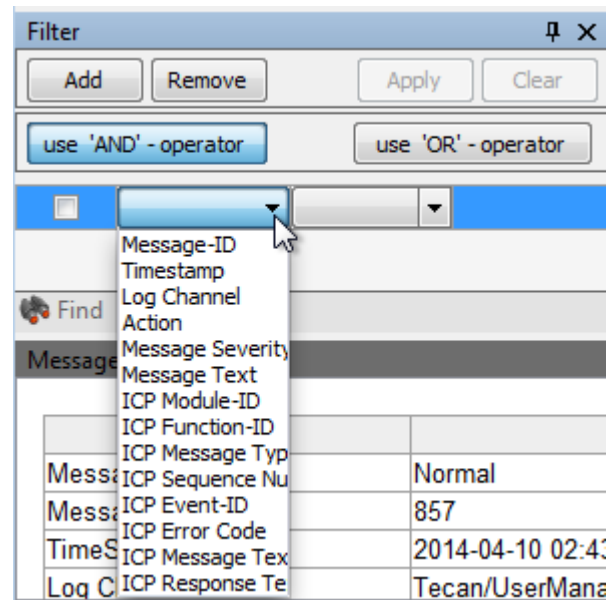 Filter
Add Remove Apply Clear
use 'AND' - operator use 'OR' - operator
Message-ID
Timestamp
Log Channel
Find
Action
Message Severity
Message
Message Text
ICP Module-ID
ICP Function-ID
ICP Message Typ
Messa
ICP Sequence Nu
Normal
Messa
ICP Event-ID
857
ICP Error Code
TimeS
ICP Message Tex
2014-04-10 02:43
Log C
ICP Response Te
Tecan/UserMana